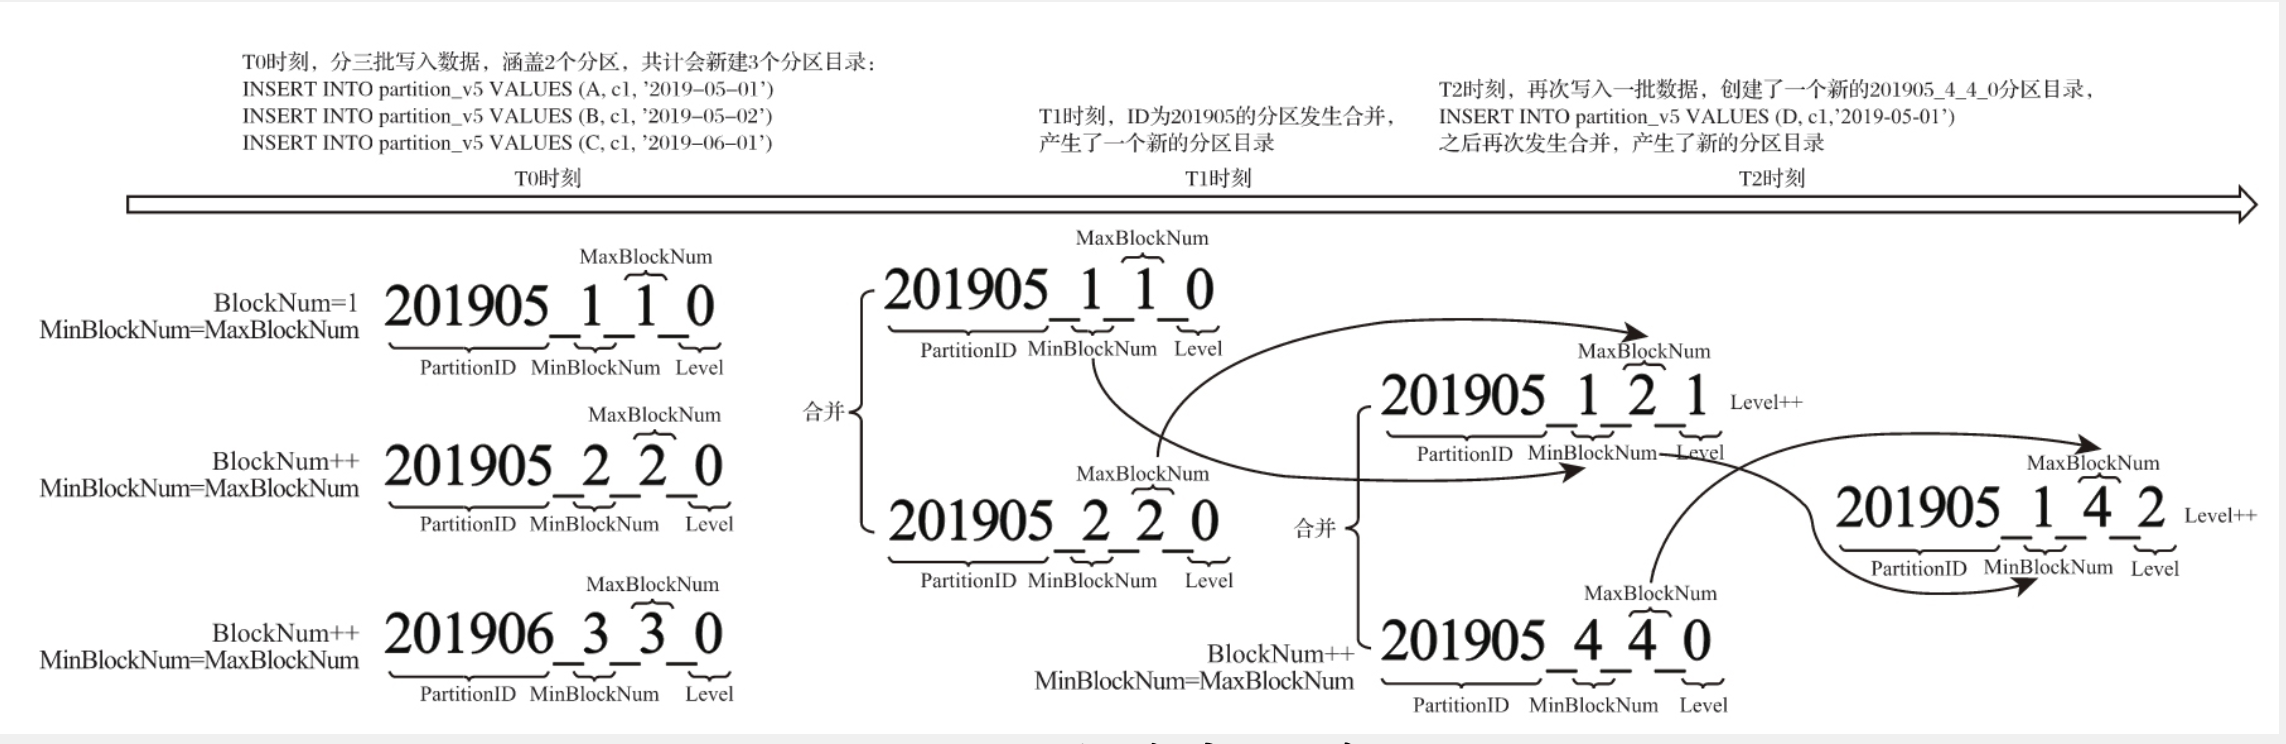 T0时刻，分三批写入数据，涵盖2个分区，共计会新建3个分区目录：
INSERT INTO partition_v5 VALUES (A, c1, ’2019–05–01’)
INSERT INTO partition_v5 VALUES (B, c1, ’2019–05–02’)
INSERT INTO partition_v5 VALUES (C, c1, ’2019–06–01’)
T0时刻
T1时刻，ID为201905的分区发生合并，
产生了一个新的分区目录
T1时刻
T2时刻，再次写入一批数据，创建了一个新的201905_4_4_0分区目录，
INSERT INTO partition_v5 VALUES (D, c1,’2019-05-01’)
之后再次发生合并，产生了新的分区目录
T2时刻
BlockNum=1
MinBlockNum=MaxBlockNum
MaxBlockNum
201905_1_1_0
PartitionID MinBlockNum Level
BlockNum++
MinBlockNum=MaxBlockNum
MaxBlockNum
201905_2_2_0
PartitionID MinBlockNum Level
BlockNum++
MinBlockNum=MaxBlockNum
MaxBlockNum
201906_3_3_0
PartitionID MinBlockNum Level
合并
MaxBlockNum
201905_1_1_0
PartitionID MinBlockNum Level
MaxBlockNum
201905_2_2_0
PartitionID MinBlockNum Level
合并
MaxBlockNum
201905_1_2_1 Level++
PartitionID MinBlockNum Level
BlockNum++
MinBlockNum=MaxBlockNum
MaxBlockNum
201905_4_4_0
PartitionID MinBlockNum Level
MaxBlockNum
201905_1_4_2 Level++
PartitionID MinBlockNum Level